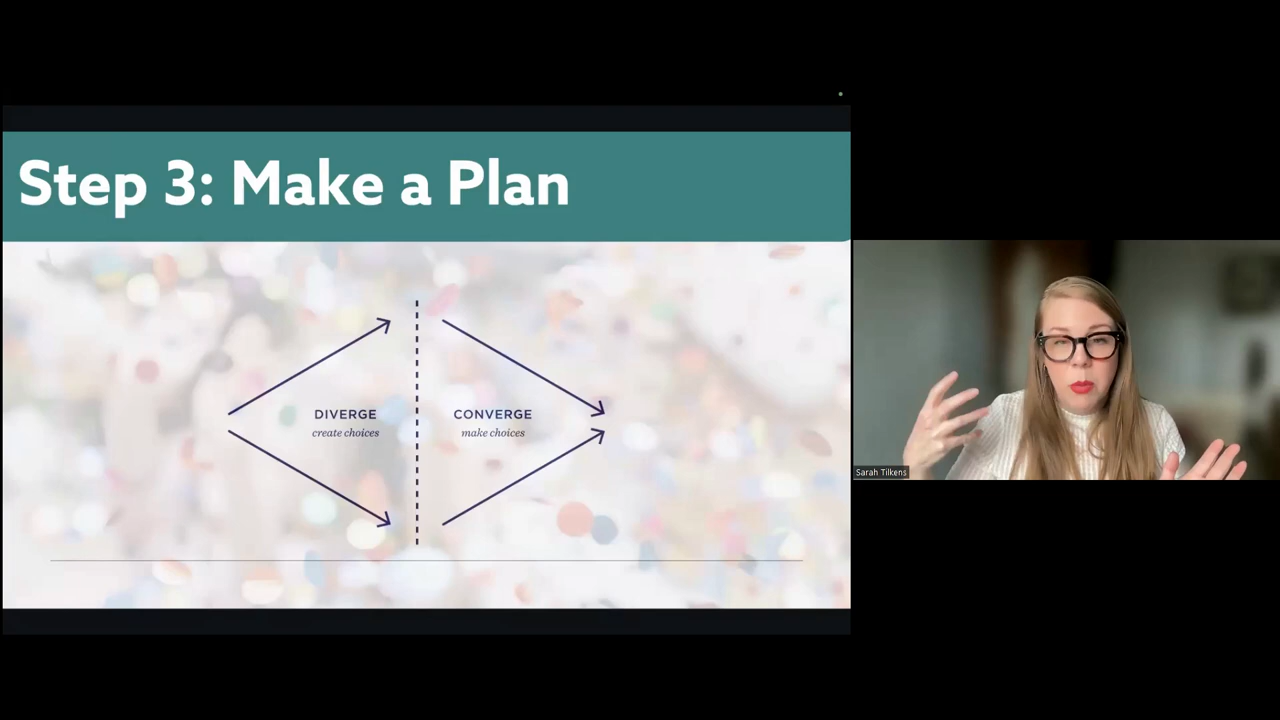 Step 3: Make a Plan
DIVERGE
create choices
CONVERGE
make choices
Sarah Tilkens